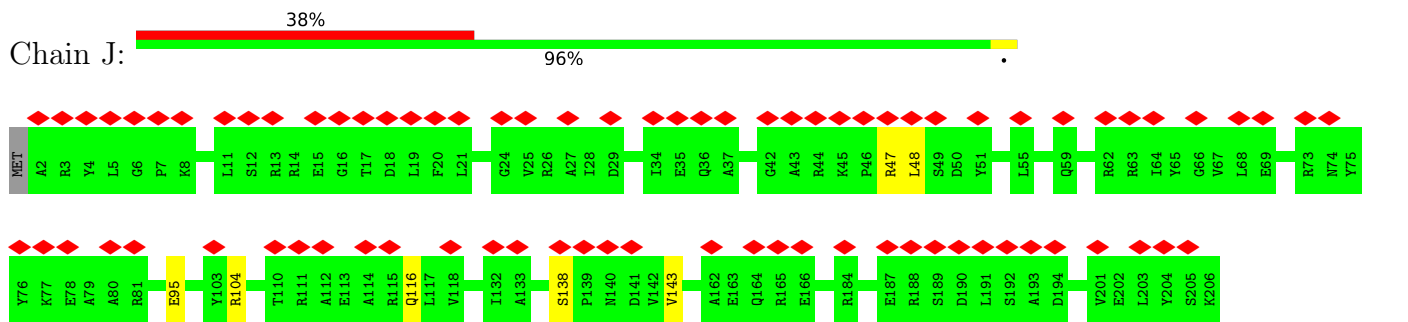 38%
Chain J:
96%
.
MET A2 R3 Y4 L5 G6 P7 K8 L11 S12 R13 R14 E15 G16 T17 D18 L19 F20 L21 G24 V25 R26 A27 I28 D29 I34 E35 Q36 A37 G42 A43 R44 K45 P46 R47 L48 S49 D50 Y51 L55 Q59 R62 R63 I64 Y65 G66 V67 L68 E69 R73 N74 Y75
Y76 K77 E78 A79 A80 R81 E95 Y103 R104 T110 R111 A112 E113 A114 R115 Q116 L117 V118 I132 A133 S138 P139 N140 D141 V142 V143 A162 E163 Q164 R165 E166 R184 E187 R188 S189 D190 L191 S192 A193 D194 V201 E202 L203 Y204 S205 K206